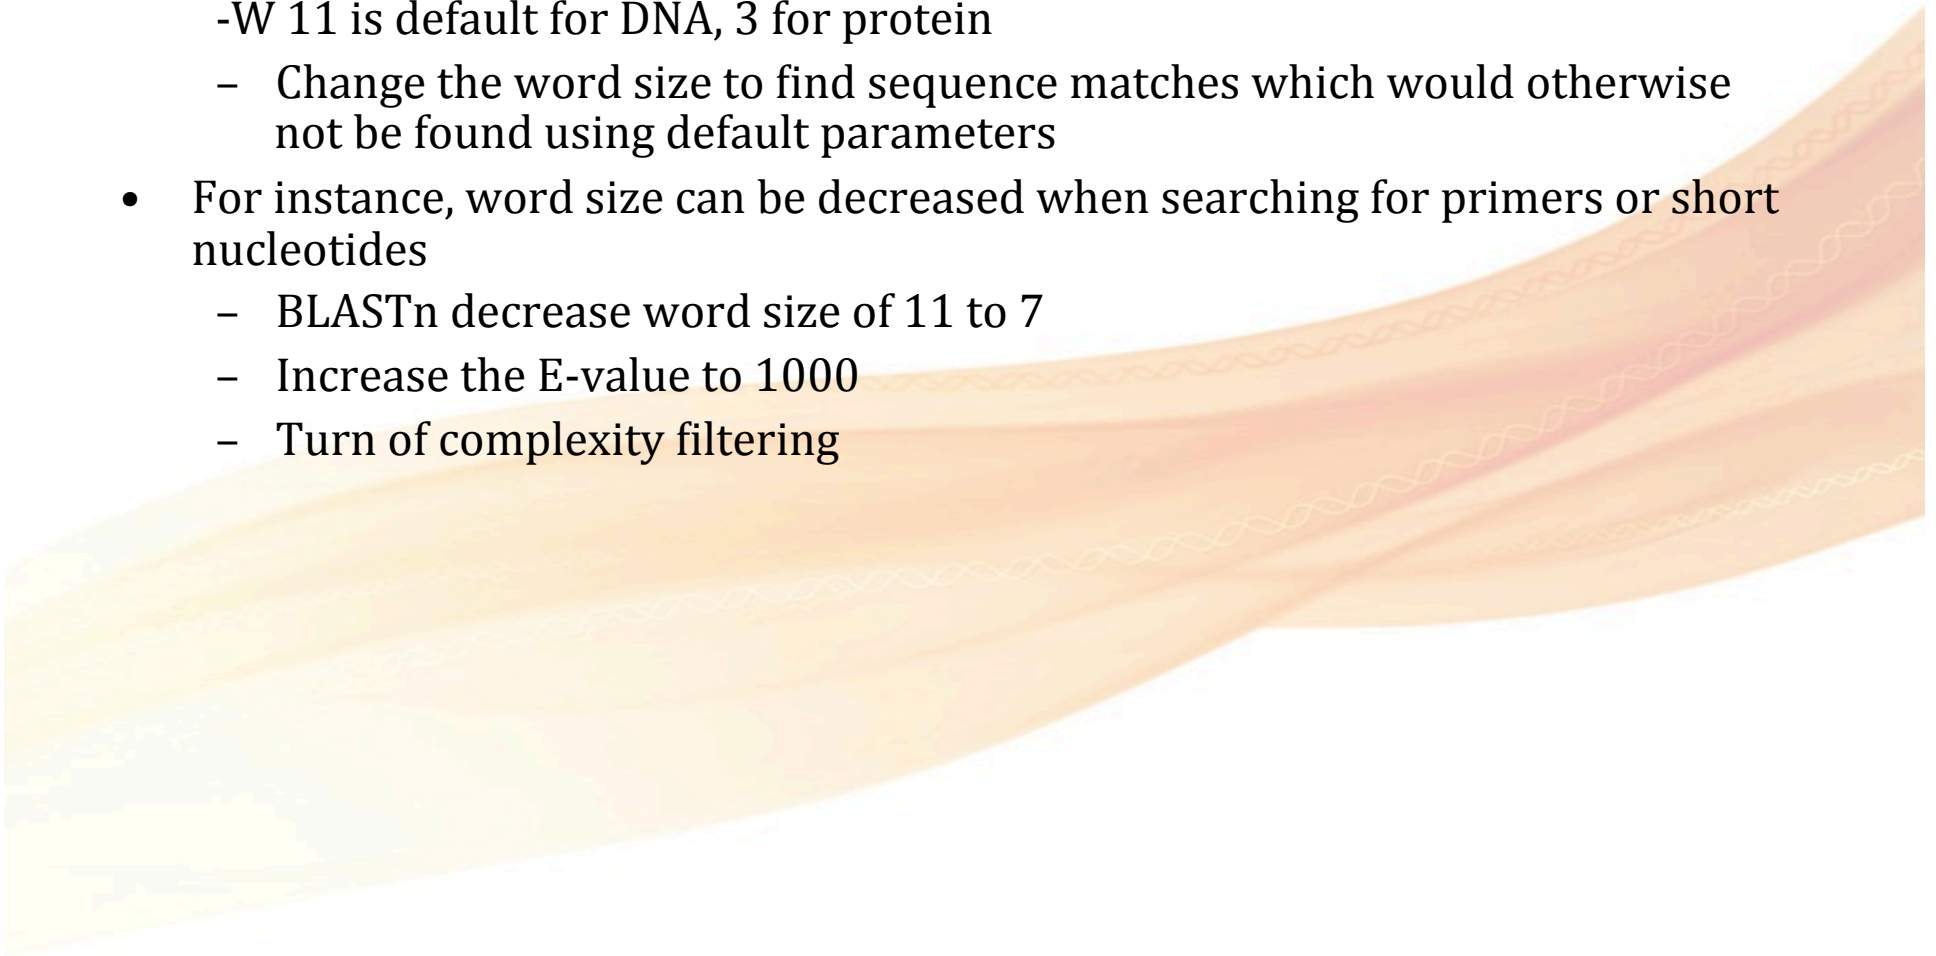 -W 11 is default for DNA, 3 for protein
– Change the word size to find sequence matches which would otherwise
not be found using default parameters
• For instance, word size can be decreased when searching for primers or short
nucleotides
– BLASTn decrease word size of 11 to 7
– Increase the E-value to 1000
– Turn of complexity filtering